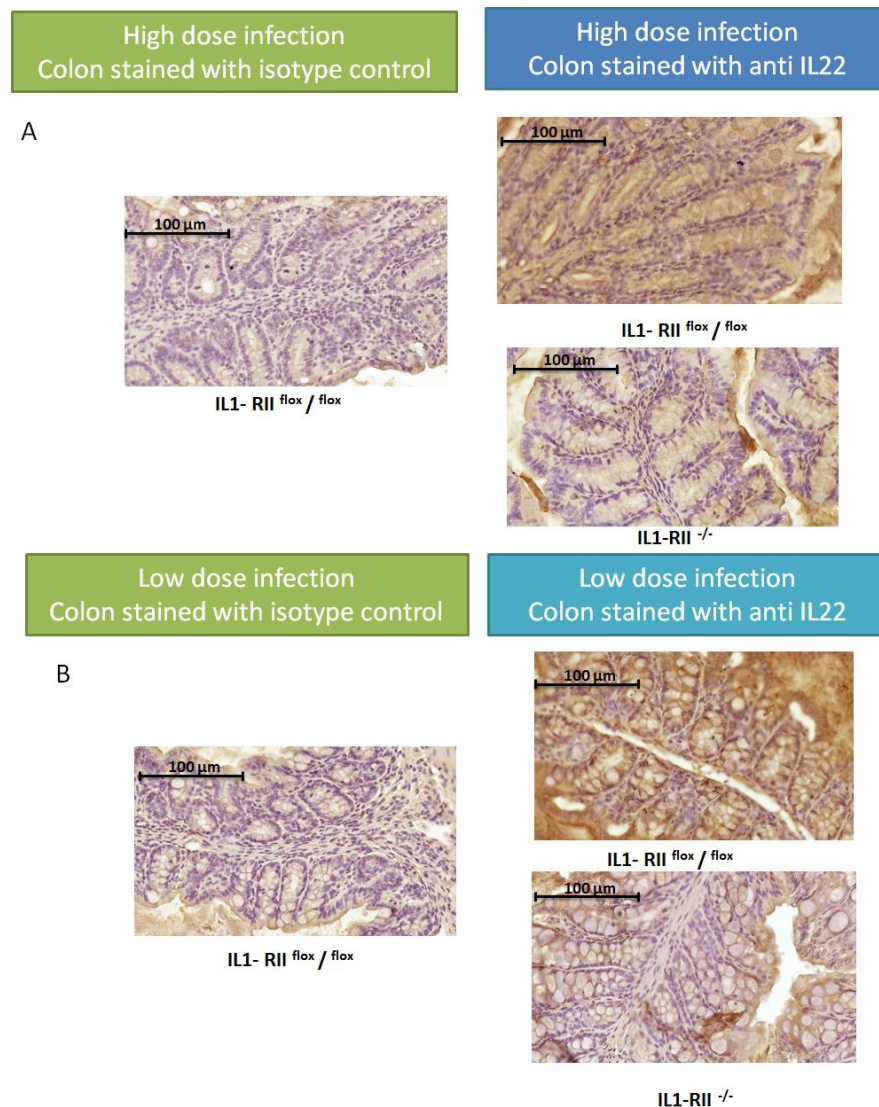 High dose infection
Colon stained with isotype control
High dose infection
Colon stained with anti IL22
A
100 µm
100 µm
IL1- RII flox / flox
100 µm
IL1- RII flox / flox
IL1-RII -/-
Low dose infection
Colon stained with isotype control
Low dose infection
Colon stained with anti IL22
B
100 µm
100 µm
IL1- RII flox / flox
100 µm
IL1- RII flox / flox
IL1-RII -/-